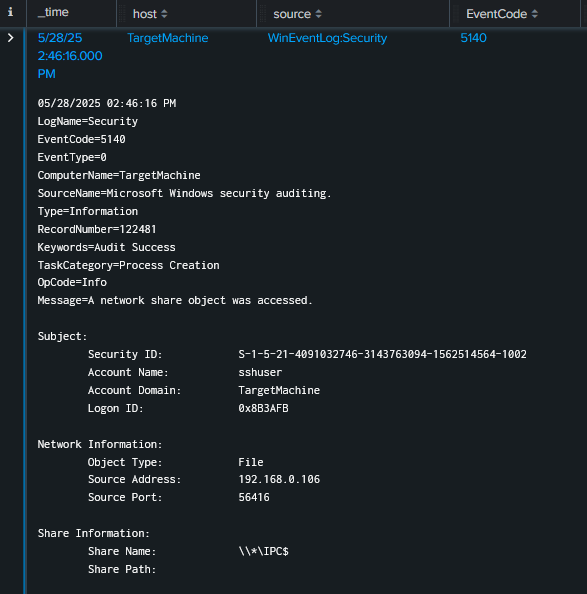 i _time host source EventCode
5/28/25 TargetMachine WinEventLog:Security 5140
2:46:16.000
PM
05/28/2025 02:46:16 PM
LogName=Security
EventCode=5140
EventType=0
ComputerName=TargetMachine
SourceName=Microsoft Windows security auditing.
Type=Information
RecordNumber=122481
Keywords=Audit Success
TaskCategory=Process Creation
OpCode=Info
Message=A network share object was accessed.
Subject:
Security ID: S-1-5-21-4091032746-3143763094-1562514564-1002
Account Name: sshuser
Account Domain: TargetMachine
Logon ID: 0x8B3AFB
Network Information:
Object Type: File
Source Address: 192.168.0.106
Source Port: 56416
Share Information:
Share Name: \\*\IPC$
Share Path: